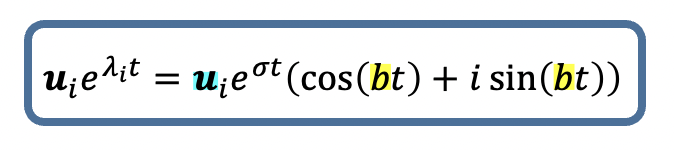 𝒖ᵢe^{λᵢt} = 𝒖ᵢe^{σt}(cos(bt) + i sin(bt))